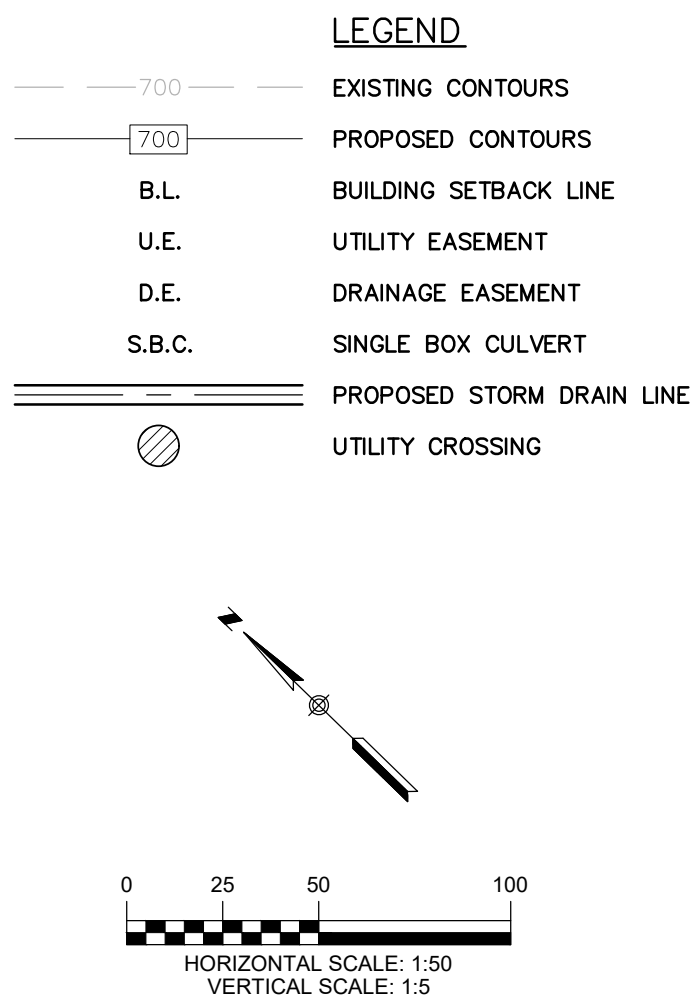 LEGEND
700 EXISTING CONTOURS
700 PROPOSED CONTOURS
B.L. BUILDING SETBACK LINE
U.E. UTILITY EASEMENT
D.E. DRAINAGE EASEMENT
S.B.C. SINGLE BOX CULVERT
PROPOSED STORM DRAIN LINE
UTILITY CROSSING
N
0 25 50 100
HORIZONTAL SCALE: 1:50
VERTICAL SCALE: 1:5